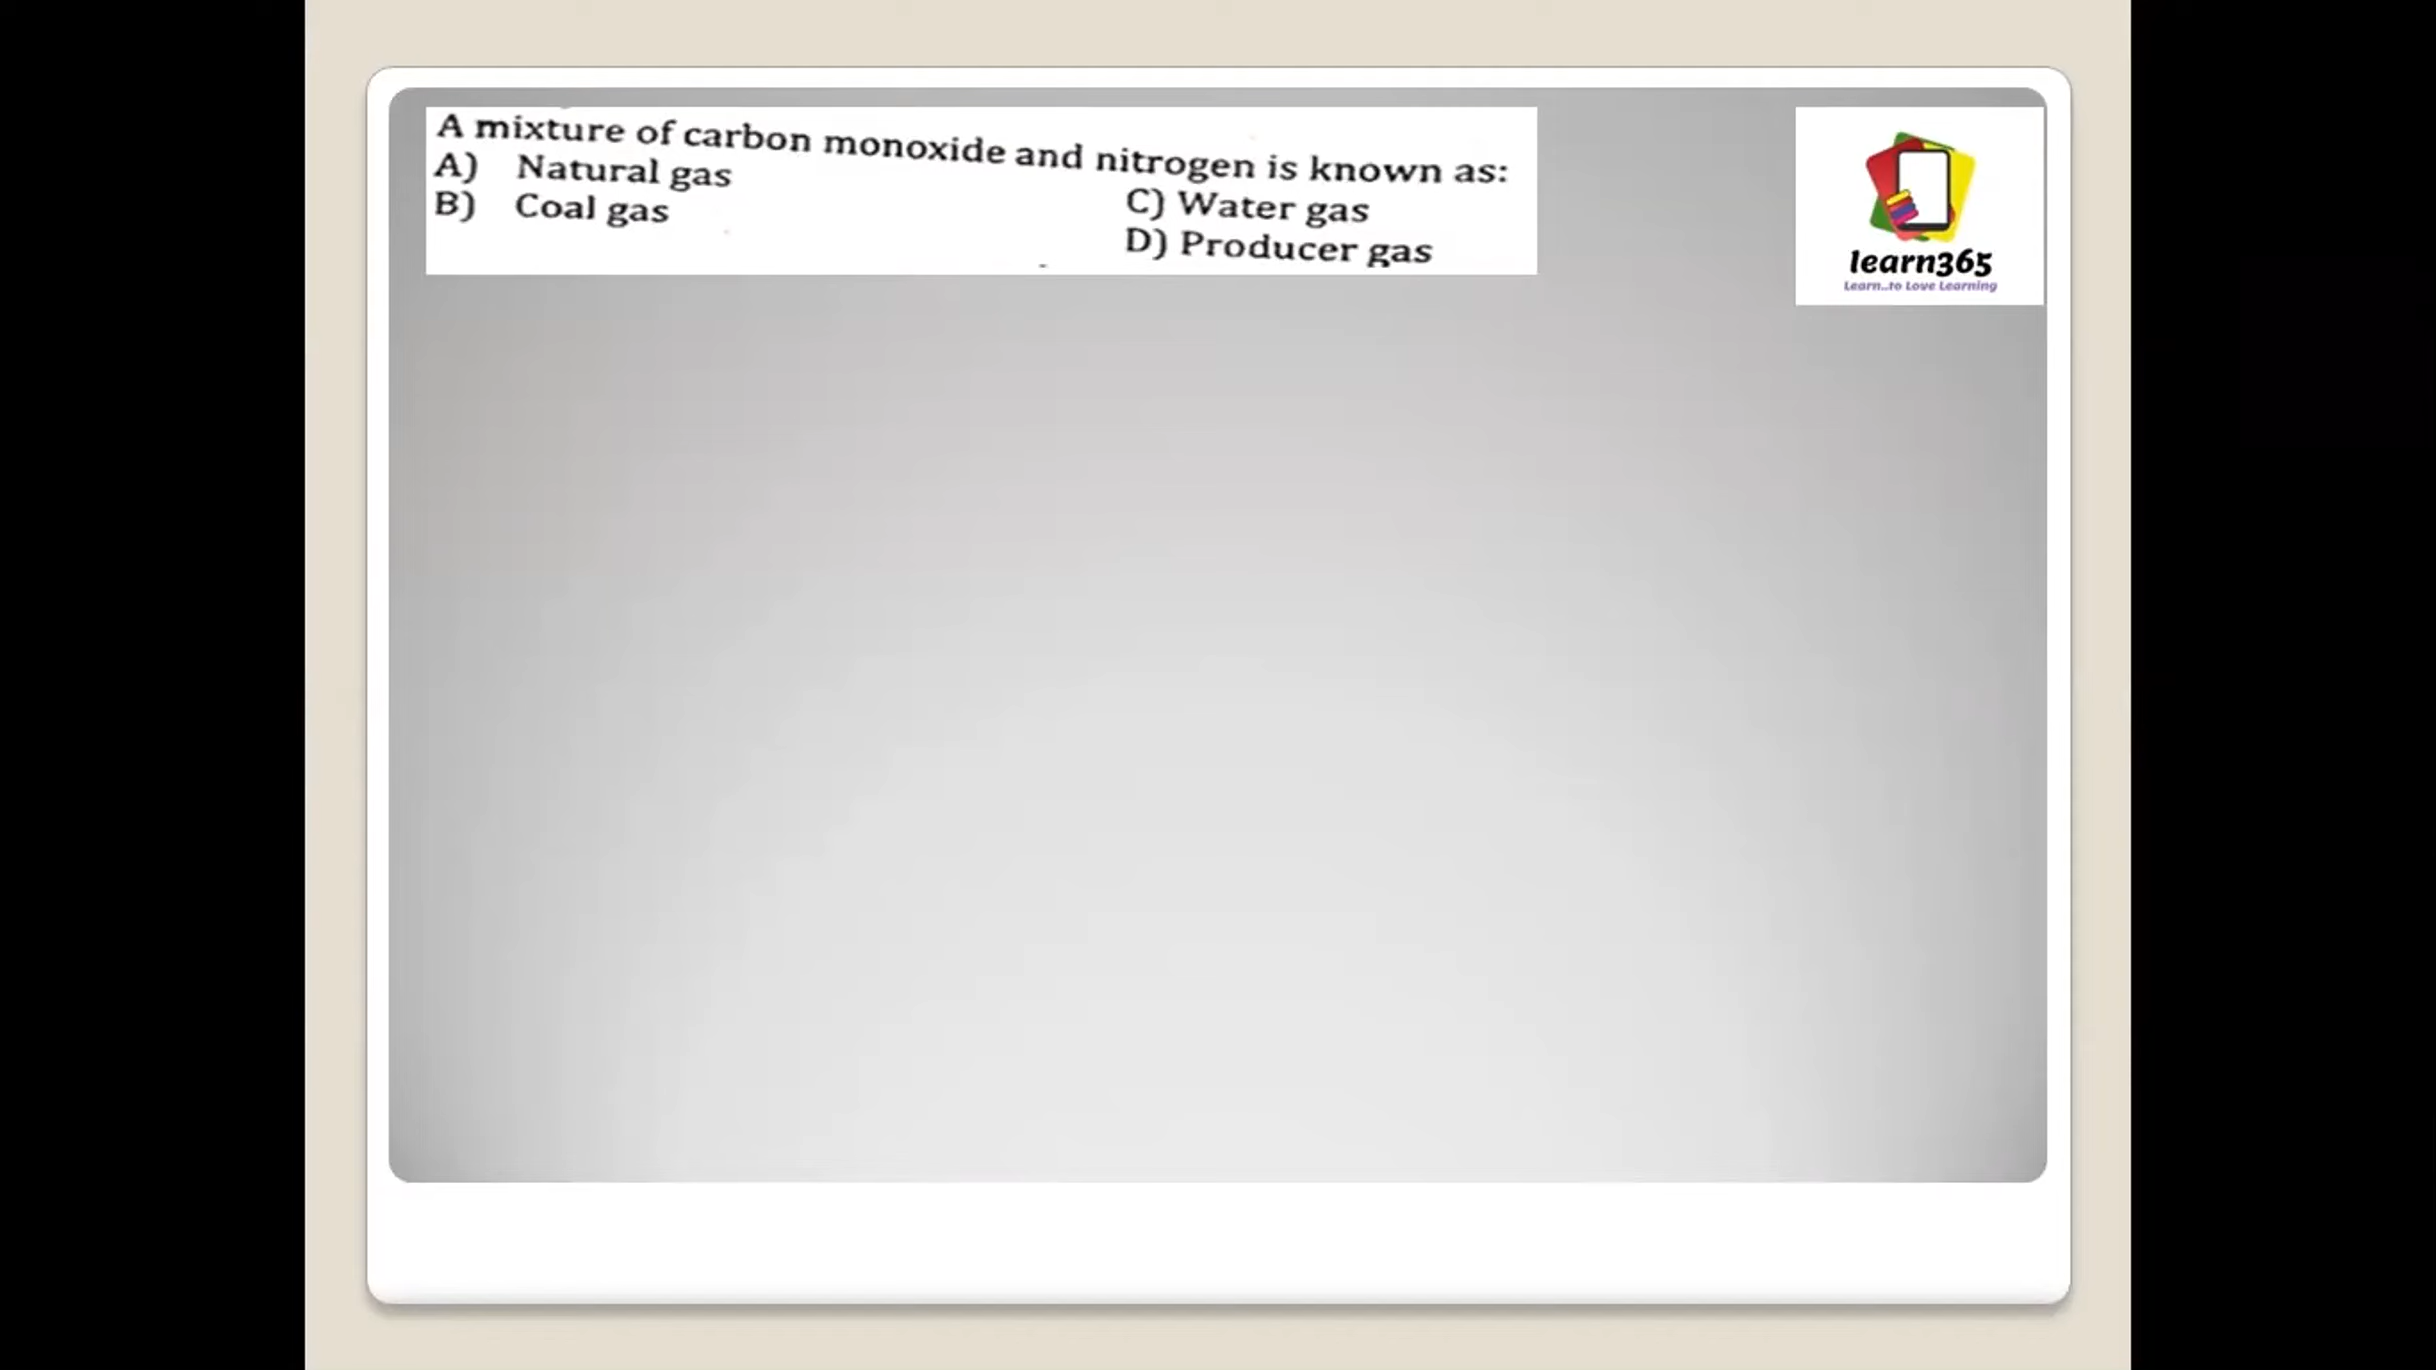 A mixture of carbon monoxide and nitrogen is known as:
A) Natural gas
B) Coal gas
C) Water gas
D) Producer gas
learn365
Learn..to Love Learning